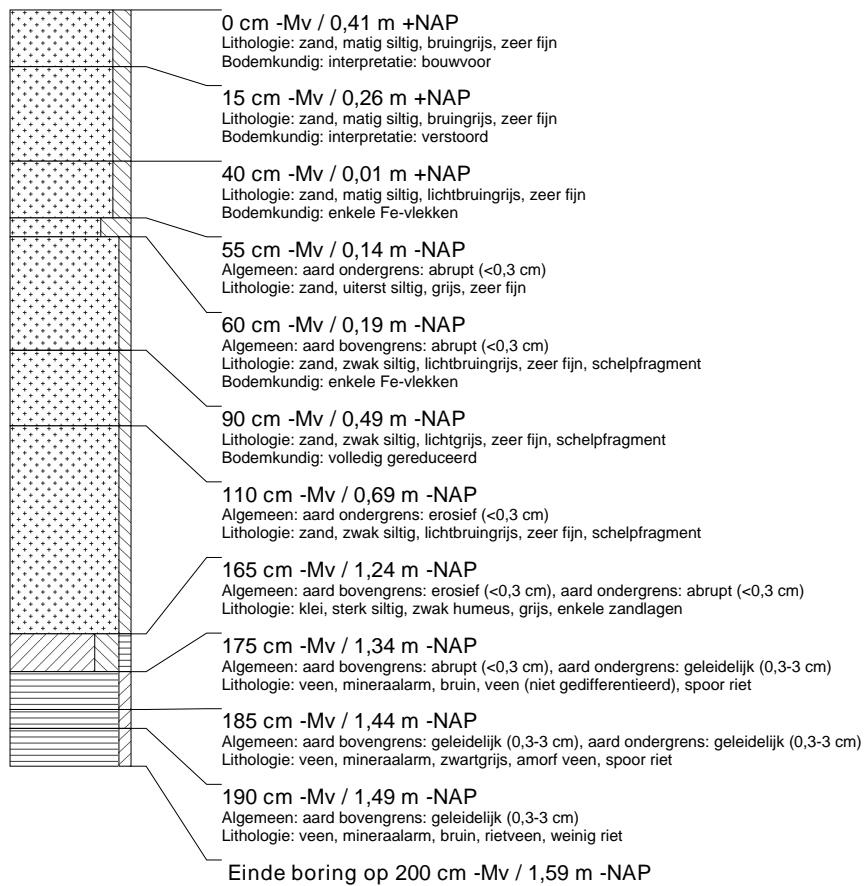 0 cm -Mv / 0,41 m +NAP
Lithologie: zand, matig siltig, bruingrijs, zeer fijn
Bodemkundig: interpretatie: bouwvoor
15 cm -Mv / 0,26 m +NAP
Lithologie: zand, matig siltig, bruingrijs, zeer fijn
Bodemkundig: interpretatie: verstoord
40 cm -Mv / 0,01 m +NAP
Lithologie: zand, matig siltig, lichtbruingrijs, zeer fijn
Bodemkundig: enkele Fe-vlekken
55 cm -Mv / 0,14 m -NAP
Algemeen: aard ondergrens: abrupt (<0,3 cm)
Lithologie: zand, uiterst siltig, grijs, zeer fijn
60 cm -Mv / 0,19 m -NAP
Algemeen: aard bovengrens: abrupt (<0,3 cm)
Lithologie: zand, zwak siltig, lichtbruingrijs, zeer fijn, schelpfragment
Bodemkundig: enkele Fe-vlekken
90 cm -Mv / 0,49 m -NAP
Lithologie: zand, zwak siltig, lichtgrijs, zeer fijn, schelpfragment
Bodemkundig: volledig gereduceerd
110 cm -Mv / 0,69 m -NAP
Algemeen: aard ondergrens: erosief (<0,3 cm)
Lithologie: zand, zwak siltig, lichtbruingrijs, zeer fijn, schelpfragment
165 cm -Mv / 1,24 m -NAP
Algemeen: aard bovengrens: erosief (<0,3 cm), aard ondergrens: abrupt (<0,3 cm)
Lithologie: klei, sterk siltig, zwak humeus, grijs, enkele zandlagen
175 cm -Mv / 1,34 m -NAP
Algemeen: aard bovengrens: abrupt (<0,3 cm), aard ondergrens: geleidelijk (0,3-3 cm)
Lithologie: veen, mineraalarm, bruin, veen (niet gedifferentieerd), spoor riet
185 cm -Mv / 1,44 m -NAP
Algemeen: aard bovengrens: geleidelijk (0,3-3 cm), aard ondergrens: geleidelijk (0,3-3 cm)
Lithologie: veen, mineraalarm, zwartgrijs, amorf veen, spoor riet
190 cm -Mv / 1,49 m -NAP
Algemeen: aard bovengrens: geleidelijk (0,3-3 cm)
Lithologie: veen, mineraalarm, bruin, rietveen, weinig riet
Einde boring op 200 cm -Mv / 1,59 m -NAP